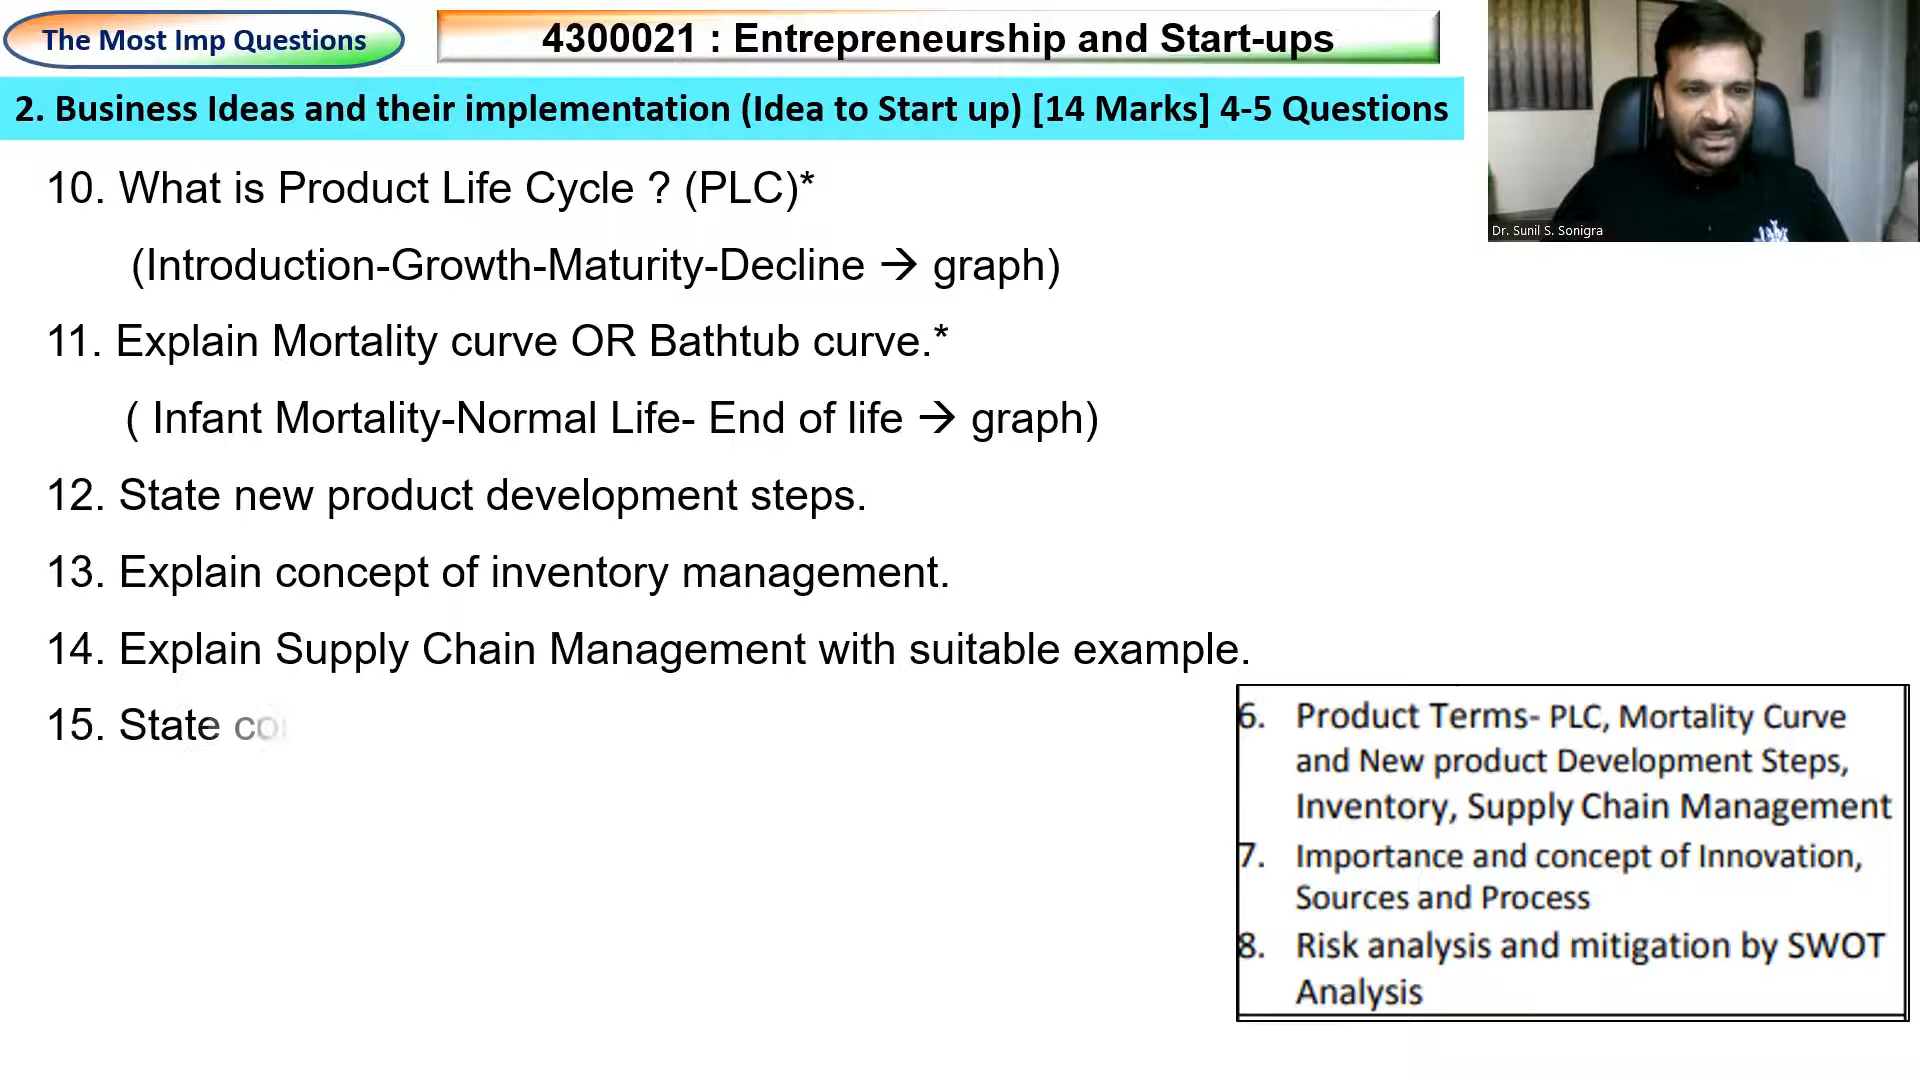 The Most Imp Questions
4300021 : Entrepreneurship and Start-ups
2. Business Ideas and their implementation (Idea to Start up) [14 Marks] 4-5 Questions
Dr. Sunil S. Sonigra
10. What is Product Life Cycle ? (PLC)*
(Introduction-Growth-Maturity-Decline → graph)
11. Explain Mortality curve OR Bathtub curve.*
( Infant Mortality-Normal Life- End of life → graph)
12. State new product development steps.
13. Explain concept of inventory management.
14. Explain Supply Chain Management with suitable example.
15. State
6. Product Terms- PLC, Mortality Curve
and New product Development Steps,
Inventory, Supply Chain Management
7. Importance and concept of Innovation,
Sources and Process
8. Risk analysis and mitigation by SWOT
Analysis